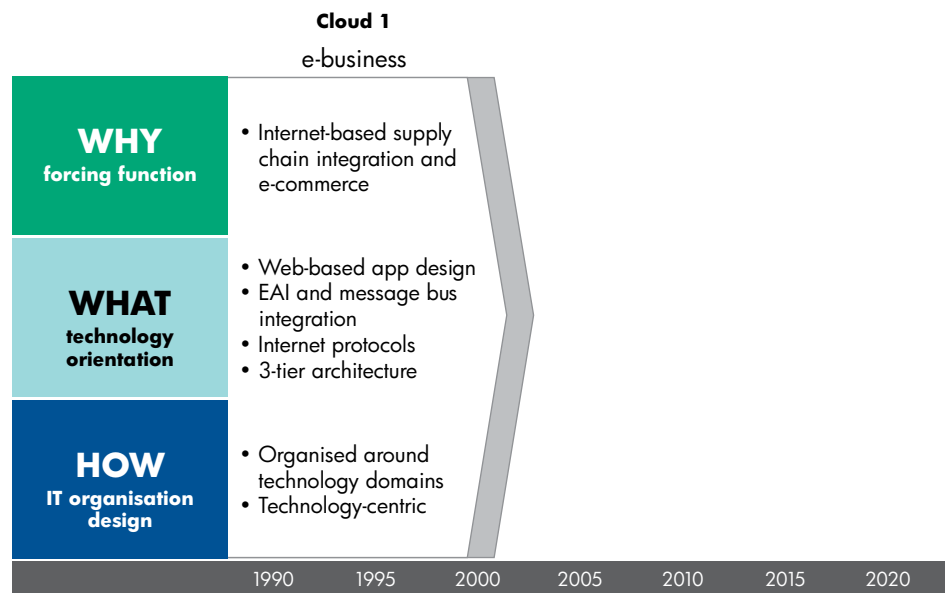 Cloud 1
e-business
WHY
forcing function
• Internet-based supply
chain integration and
e-commerce
WHAT
technology
orientation
• Web-based app design
• EAI and message bus
integration
• Internet protocols
• 3-tier architecture
HOW
IT organisation
design
• Organised around
technology domains
• Technology-centric
1990 1995 2000 2005 2010 2015 2020